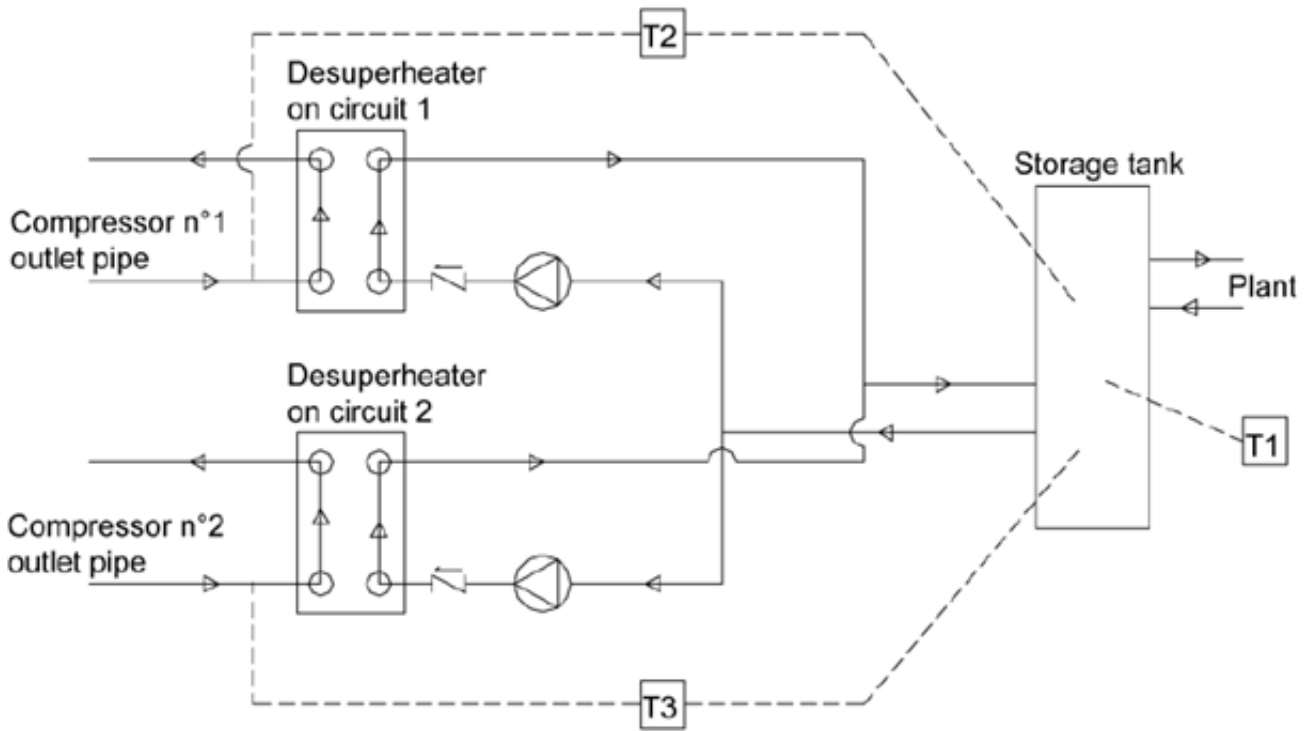 T2
Desuperheater
on circuit 1
Storage tank
Compressor n°1
outlet pipe
Plant
Desuperheater
on circuit 2
T1
Compressor n°2
outlet pipe
T3